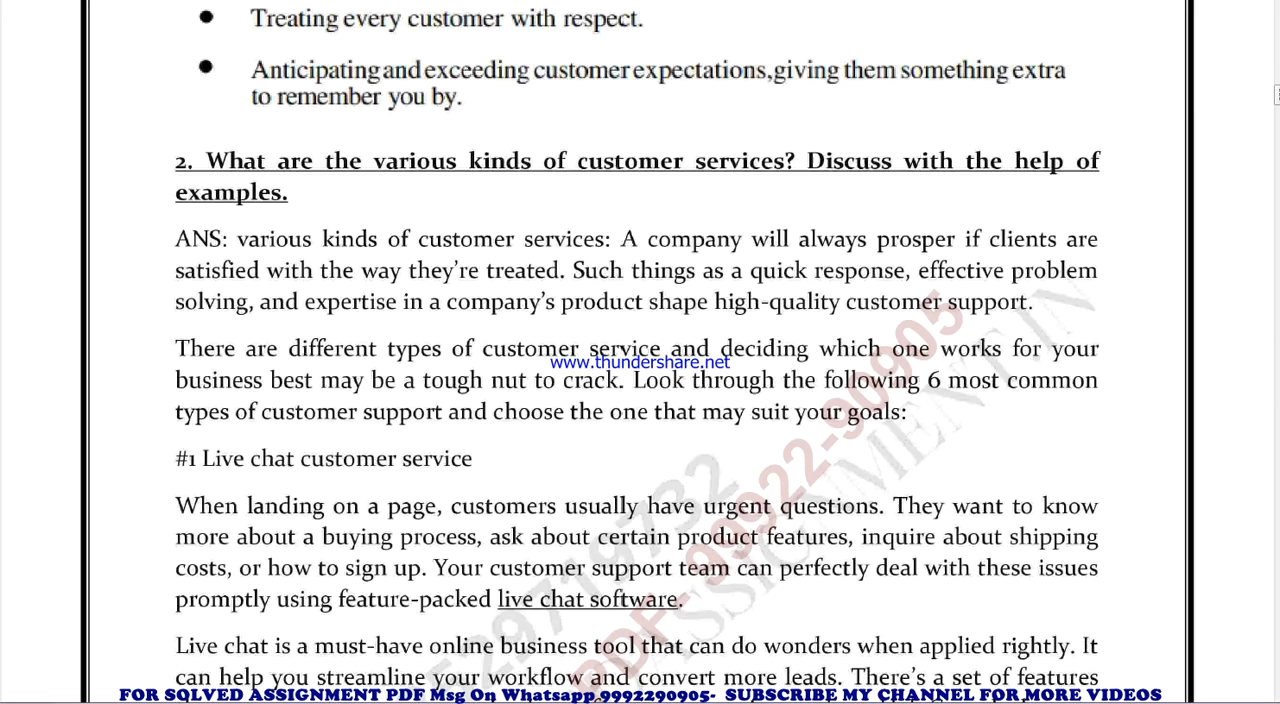 ● Treating every customer with respect.
● Anticipating and exceeding customer expectations, giving them something extra
to remember you by.
2. What are the various kinds of customer services? Discuss with the help of
examples.
ANS: various kinds of customer services: A company will always prosper if clients are
satisfied with the way they're treated. Such things as a quick response, effective problem
solving, and expertise in a company's product shape high-quality customer support.
There are different types of customer service and deciding which one works for your
www.thundershare.net
business best may be a tough nut to crack. Look through the following 6 most common
types of customer support and choose the one that may suit your goals:
#1 Live chat customer service
When landing on a page, customers usually have urgent questions. They want to know
more about a buying process, ask about certain product features, inquire about shipping
costs, or how to sign up. Your customer support team can perfectly deal with these issues
promptly using feature-packed live chat software.
Live chat is a must-have online business tool that can do wonders when applied rightly. It
can help you streamline your workflow and convert more leads. There's a set of features
PDF- 99922-90905
FOR SOLVED ASSIGNMENT PDF Msg On Whatsapp 9992290905- SUBSCRIBE MY CHANNEL FOR MORE VIDEOS